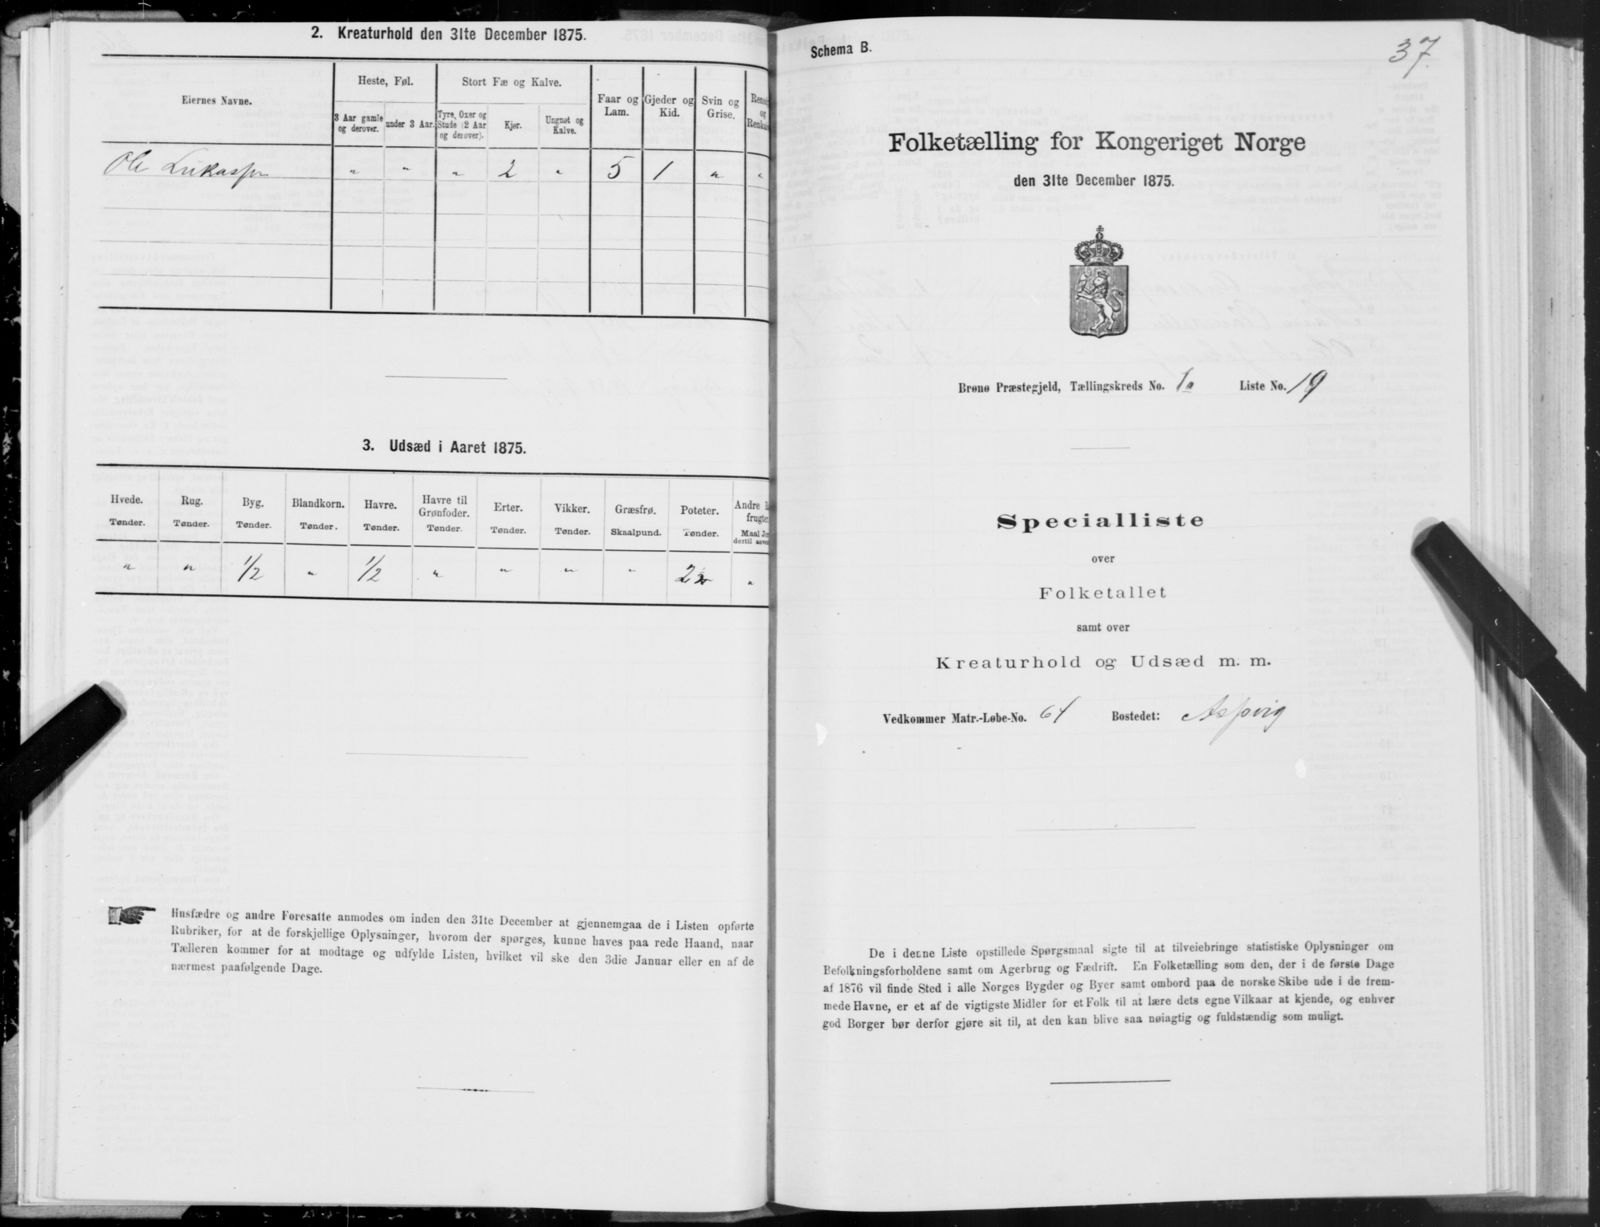 2. Kreaturhold den 31te December 1875.
Eiernes Navne.
Heste, Føl.
Stort Fæ og Kalve.
Faar og Lam.
Gjeder og Kid.
Svin og Grise.
og
3 Aar gamle og derover.
under 3 Aar.
Tyre, Oxer og Stude (2 Aar og derover).
Kjør.
Ungnøt og Kalve.
Ole Lukassen " " " 2 " 5 1 " "
3. Udsæd i Aaret 1875.
Hvede. Rug. Byg. Blandkorn. Havre. Havre til Grønfoder. Erter. Vikker. Græsfrø. Poteter. Andre
Tønder. Tønder. Tønder. Tønder. Tønder. Tønder. Tønder. Tønder. Skaalpund. Tønder. Maal
" " 1/2 " 1/2 " " " " 2 1/2 "
Husfædre og andre Foresatte anmodes om inden den 31te December at gjennemgaa de i Listen opførte
Rubriker, for at de forskjellige Oplysninger, hvorom der spørges, kunne haves paa rede Haand, naar
Tælleren kommer for at modtage og udfylde Listen, hvilket vil ske den 3die Januar eller en af de
nærmest paafølgende Dage.
Schema B.
37.
Folketælling for Kongeriget Norge
den 31te December 1875.
Brønø Præstegjeld, Tællingskreds No. 1a Liste No. 19
Specialliste
over
Folketallet
samt over
Kreaturhold og Udsæd m. m.
Vedkommer Matr.-Løbe-No. 64 Bostedet: Aspvig
De i denne Liste opstillede Spørgsmaal sigte til at tilveiebringe statistiske Oplysninger om
Befolkningsforholdene samt om Agerbrug og Fædrift. En Folketælling som den, der i de første Dage
af 1876 vil finde Sted i alle Norges Bygder og Byer samt ombord paa de norske Skibe ude i de frem-
mede Havne, er et af de vigtigste Midler for et Folk til at lære dets egne Vilkaar at kjende, og enhver
god Borger bør derfor gjøre sit til, at den kan blive saa nøiagtig og fuldstændig som muligt.